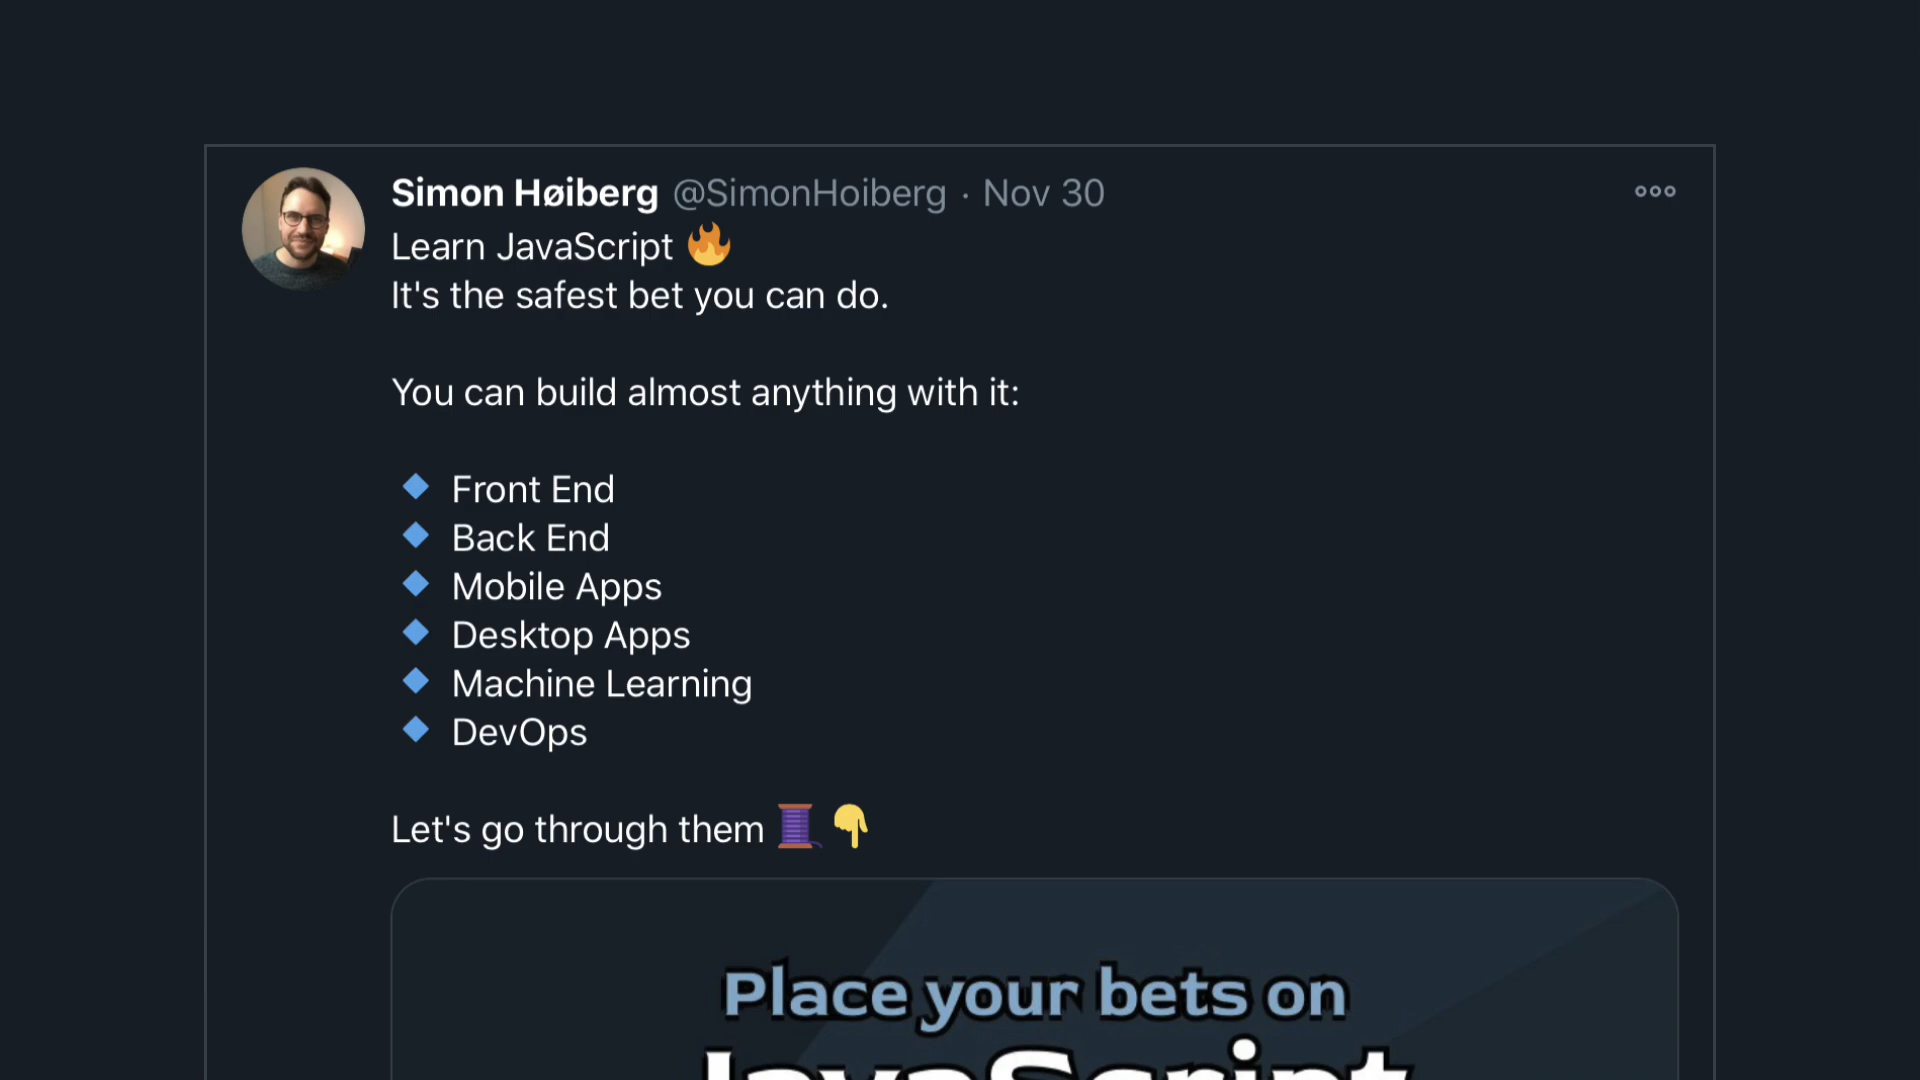 Simon Høiberg @SimonHoiberg · Nov 30
Learn JavaScript 🔥
It's the safest bet you can do.
You can build almost anything with it:
🔹 Front End
🔹 Back End
🔹 Mobile Apps
🔹 Desktop Apps
🔹 Machine Learning
🔹 DevOps
Let's go through them 🧵👇
Place your bets on
JavaScript